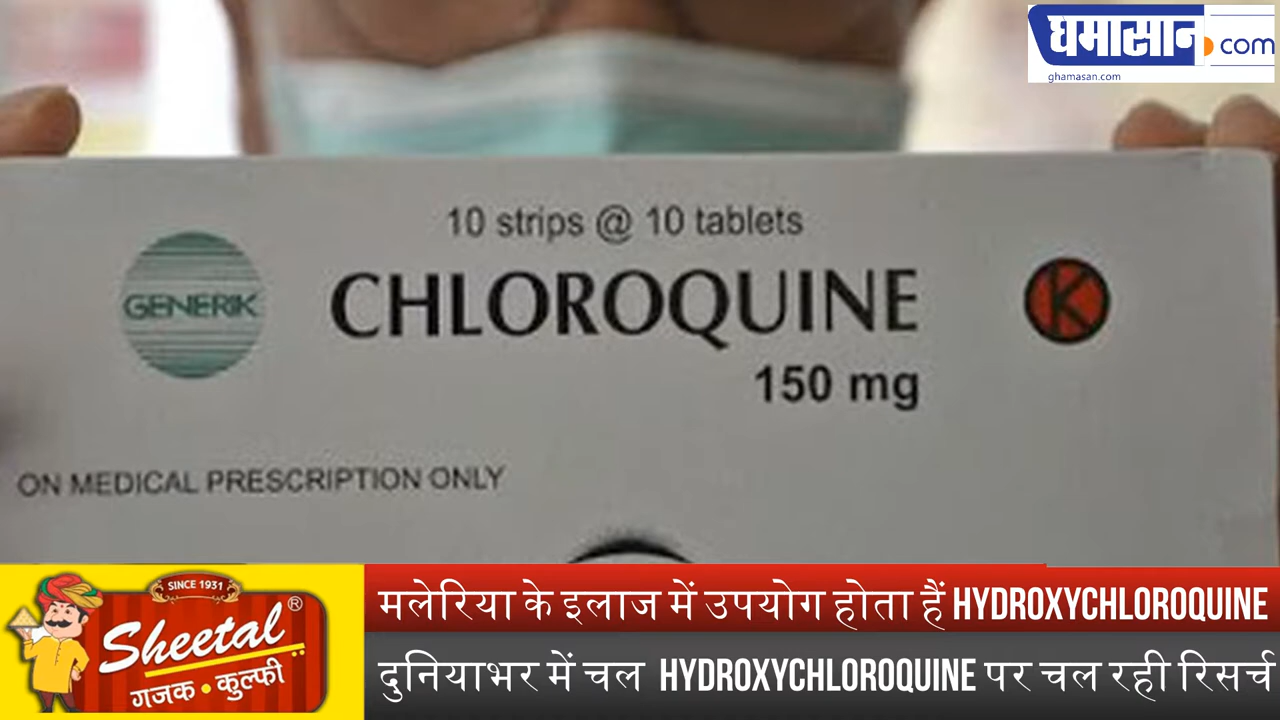 घमासान.com
ghamasan.com
10 strips @ 10 tablets
GENERIK
CHLOROQUINE
K
150 mg
ON MEDICAL PRESCRIPTION ONLY
SINCE 1931
Sheetal®
गजक • कुल्फी
मलेरिया के इलाज में उपयोग होता हैं HYDROXYCHLOROQUINE
दुनियाभर में चल HYDROXYCHLOROQUINE पर चल रही रिसर्च